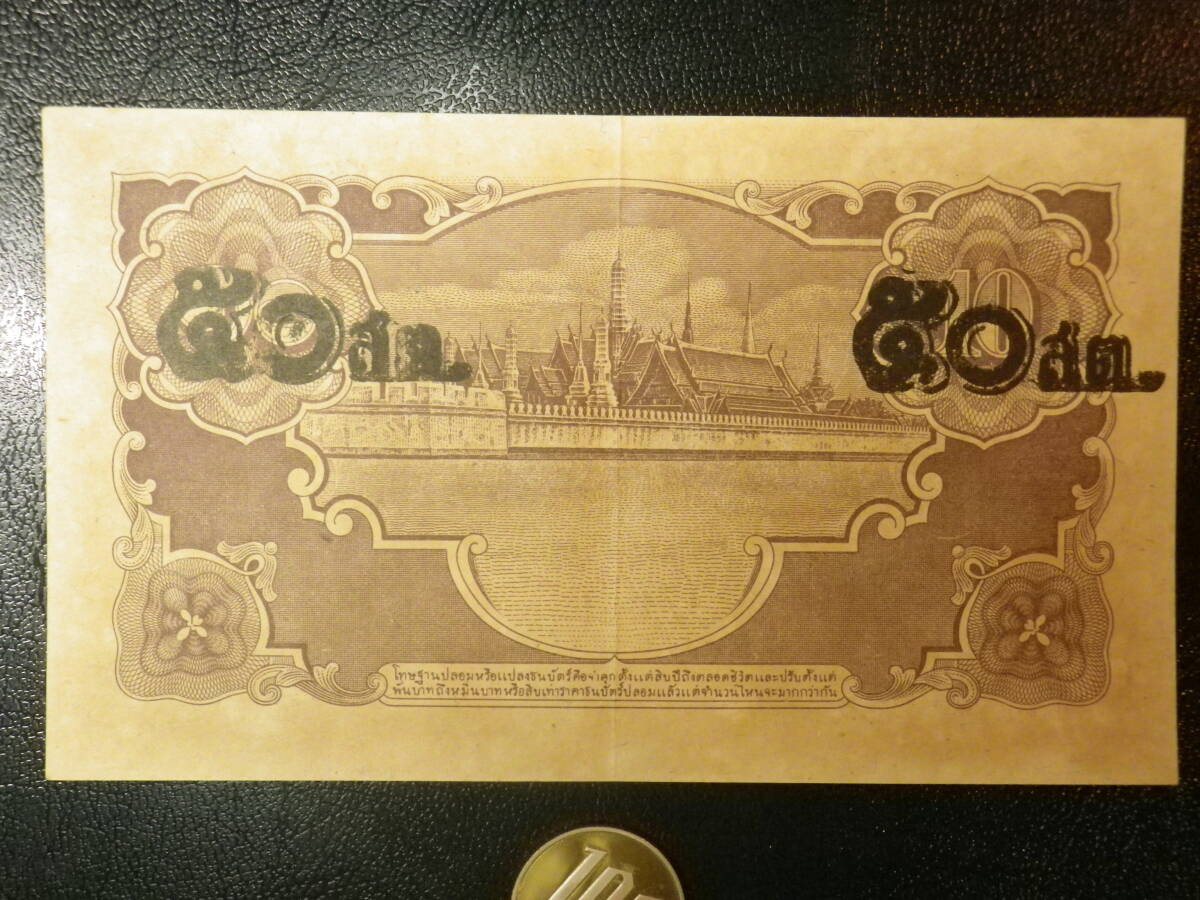 ๕๐ สต.
๕๐ สต.
10
โทษฐานปลอมหรือแปลงธนบัตร์คือจำคุกตั้งแต่สิบปีถึงตลอดชีวิตและปรับตั้งแต่
พันบาทถึงหมื่นบาทหรือสิบเท่าราคาธนบัตร์ปลอมแล้วแต่จำนวนไหนจะมากกว่ากัน